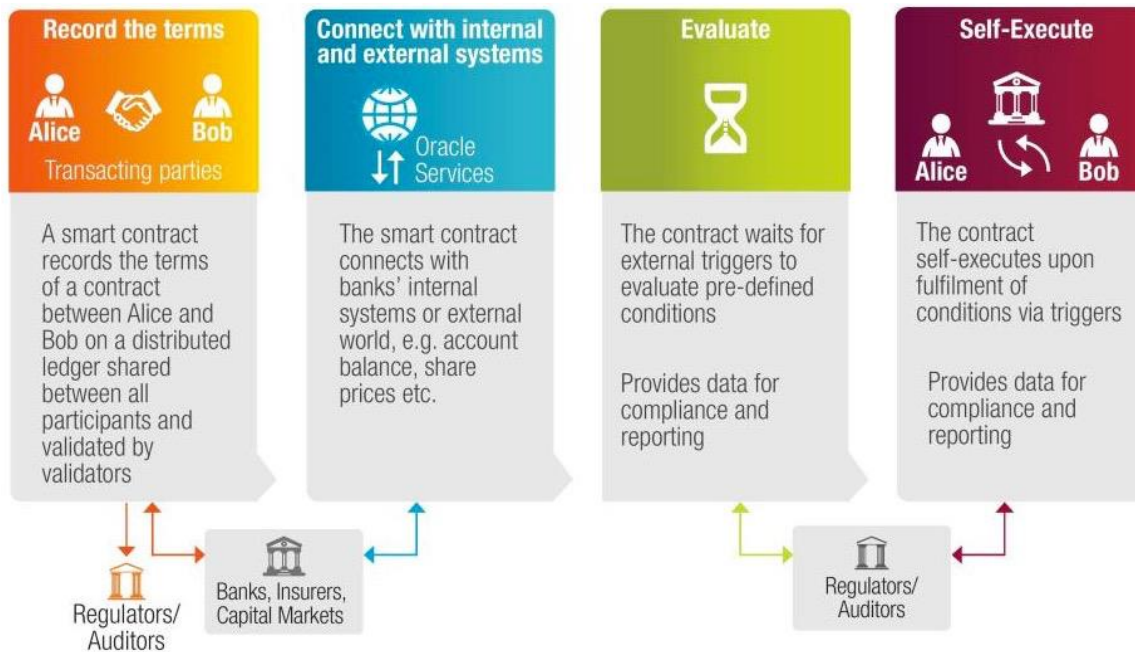 Record the terms
Alice
Bob
Transacting parties
A smart contract
records the terms
of a contract
between Alice and
Bob on a distributed
ledger shared
between all
participants and
validated by
validators
Connect with internal
and external systems
Oracle
Services
The smart contract
connects with
banks’ internal
systems or external
world, e.g. account
balance, share
prices etc.
Evaluate
The contract waits for
external triggers to
evaluate pre-defined
conditions
Provides data for
compliance and
reporting
Self-Execute
Alice
Bob
The contract
self-executes upon
fulfilment of
conditions via triggers
Provides data for
compliance and
reporting
Regulators/
Auditors
Banks, Insurers,
Capital Markets
Regulators/
Auditors